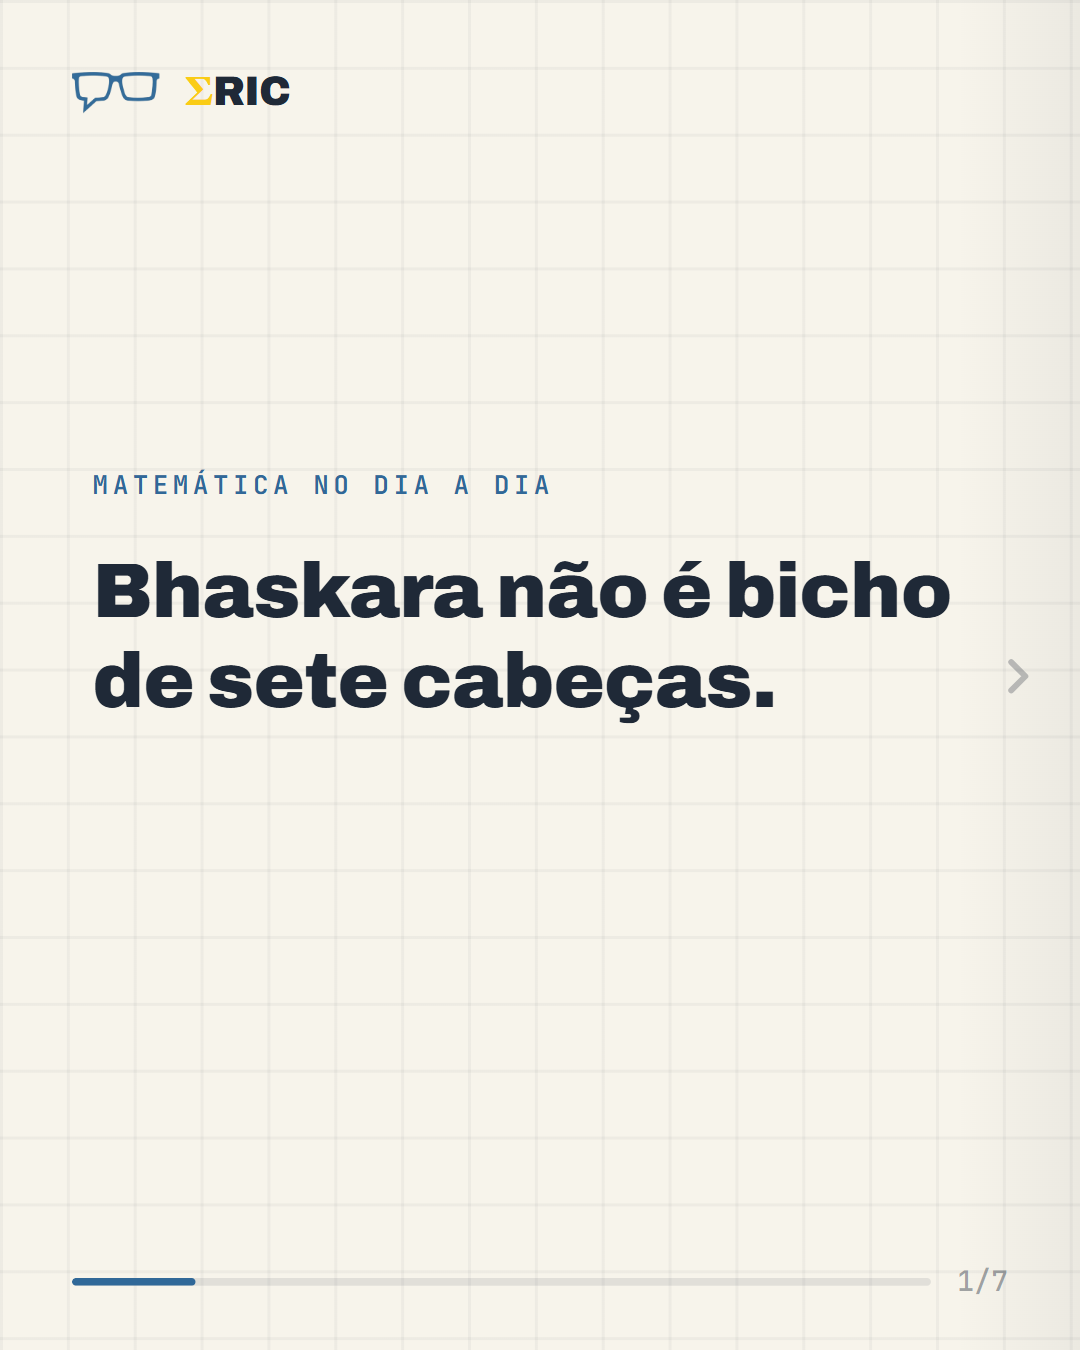 ΣRIC
MATEMÁTICA NO DIA A DIA
Bhaskara não é bicho
de sete cabeças.
1/7